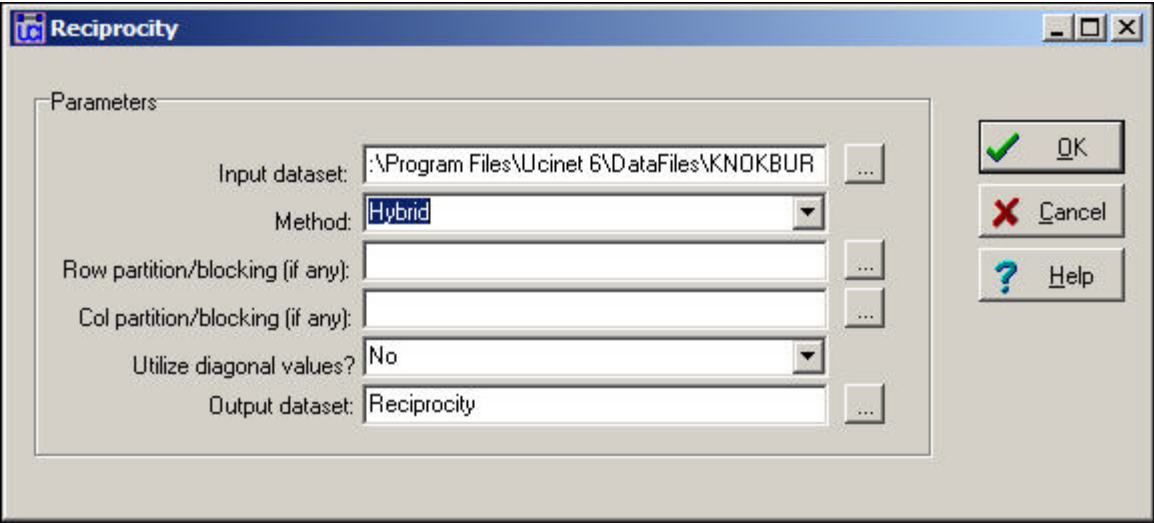 Reciprocity
Parameters
Input dataset: :\Program Files\Ucinet 6\DataFiles\KNOKBUR ...
Method: Hybrid
Row partition/blocking (if any): ...
Col partition/blocking (if any): ...
Utilize diagonal values? No
Output dataset: Reciprocity ...
OK
Cancel
? Help